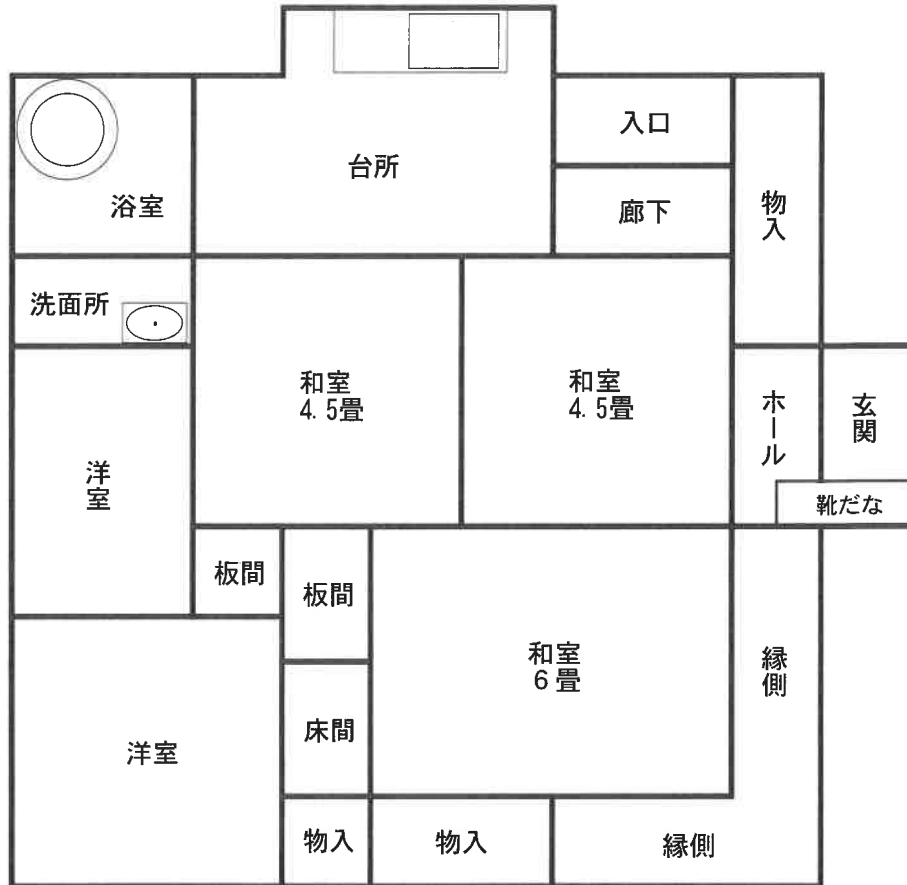 台所
入口
浴室
廊下
物入
洗面所
和室
4.5畳
和室
4.5畳
ホール
玄関
洋室
靴だな
板間
板間
和室
6畳
縁側
床間
洋室
物入
物入
縁側